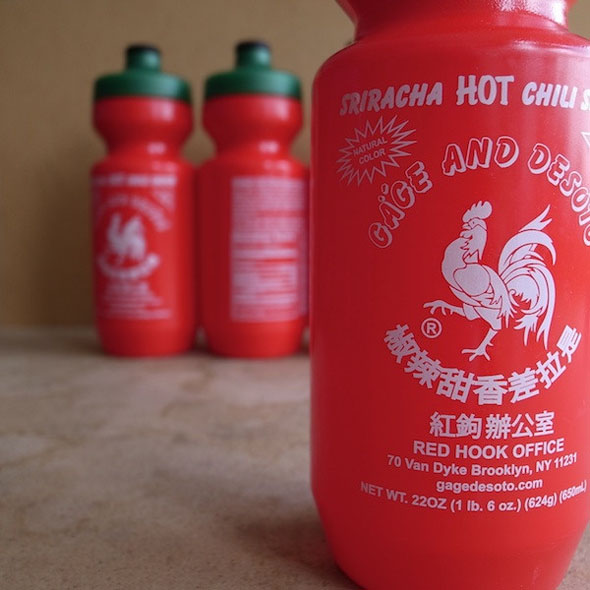 SRIRACHA HOT CHILI S
NATURAL
COLOR
GAGE AND DESOTO
®
椒辣甜香差拉是
紅鉤辦公室
RED HOOK OFFICE
70 Van Dyke Brooklyn, NY 11231
gagedesoto.com
NET WT. 22OZ (1 lb. 6 oz.) (624g) (650mL)